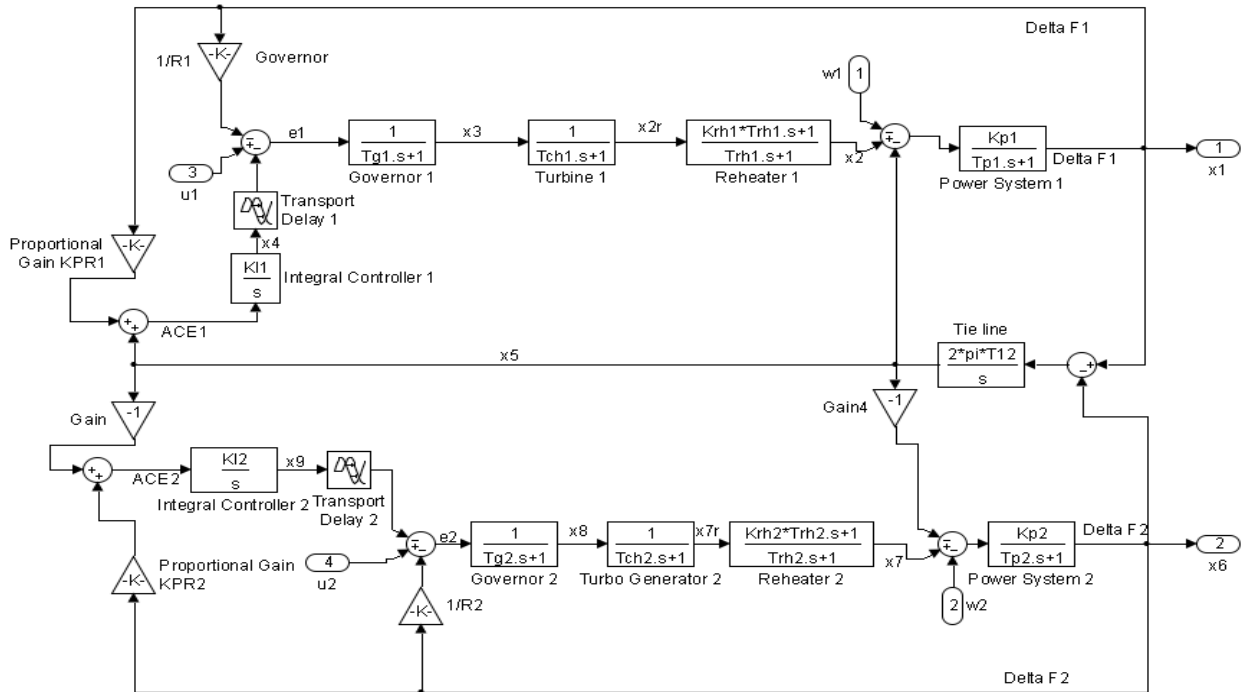 Delta F1
-K-
1/R1
Governor
w1
1
e1
x3
x2r
1
Tg1.s+1
Governor 1
1
Tch1.s+1
Turbine 1
Krh1*Trh1.s+1
Trh1.s+1
Reheater 1
x2
Kp1
Tp1.s+1
Power System 1
Delta F1
1
x1
3
u1
Transport
Delay 1
x4
-K-
Proportional
Gain KPR1
KI1
s
Integral Controller 1
ACE1
x5
Tie line
2*pi*T12
s
-1
Gain
-1
Gain4
ACE2
KI2
s
Integral Controller 2
x9
Transport
Delay 2
e2
4
u2
1
Tg2.s+1
Governor 2
x8
1
Tch2.s+1
Turbo Generator 2
x7r
Krh2*Trh2.s+1
Trh2.s+1
Reheater 2
x7
Kp2
Tp2.s+1
Power System 2
Delta F2
2
x6
2
w2
-K-
Proportional Gain
KPR2
-K-
1/R2
Delta F2